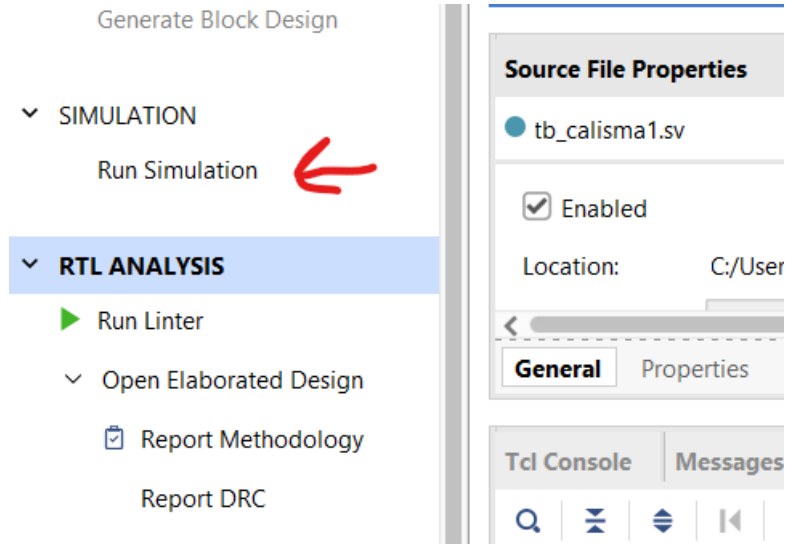 Generate Block Design
SIMULATION
Run Simulation
RTL ANALYSIS
Run Linter
Open Elaborated Design
Report Methodology
Report DRC
Source File Properties
tb_calisma1.sv
Enabled
Location: C:/User
General Properties
Tcl Console Messages